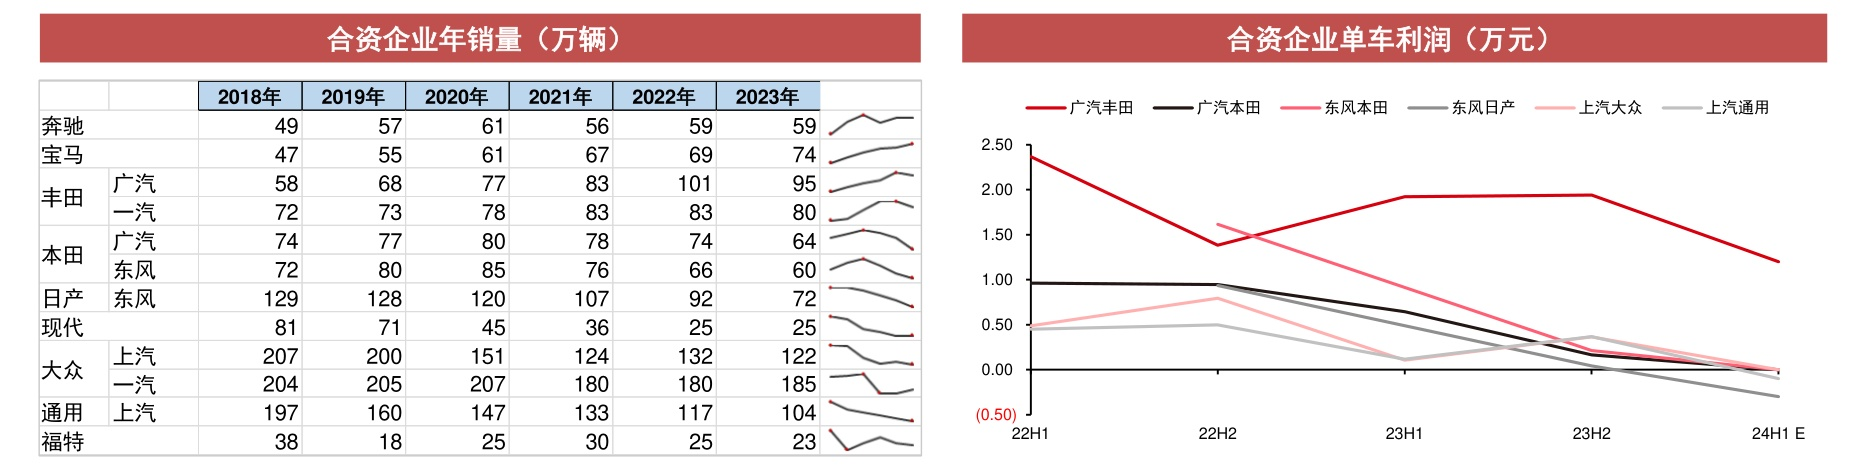 合资企业年销量（万辆）
2018年 2019年 2020年 2021年 2022年 2023年
奔驰 49 57 61 56 59 59
宝马 47 55 61 67 69 74
丰田 广汽 58 68 77 83 101 95
一汽 72 73 78 83 83 80
本田 广汽 74 77 80 78 74 64
东风 72 80 85 76 66 60
日产 东风 129 128 120 107 92 72
现代 81 71 45 36 25 25
大众 上汽 207 200 151 124 132 122
一汽 204 205 207 180 180 185
通用 上汽 197 160 147 133 117 104
福特 38 18 25 30 25 23
合资企业单车利润（万元）
广汽丰田 广汽本田 东风本田 东风日产 上汽大众 上汽通用
2.50
2.00
1.50
1.00
0.50
0.00
(0.50)
22H1 22H2 23H1 23H2 24H1 E